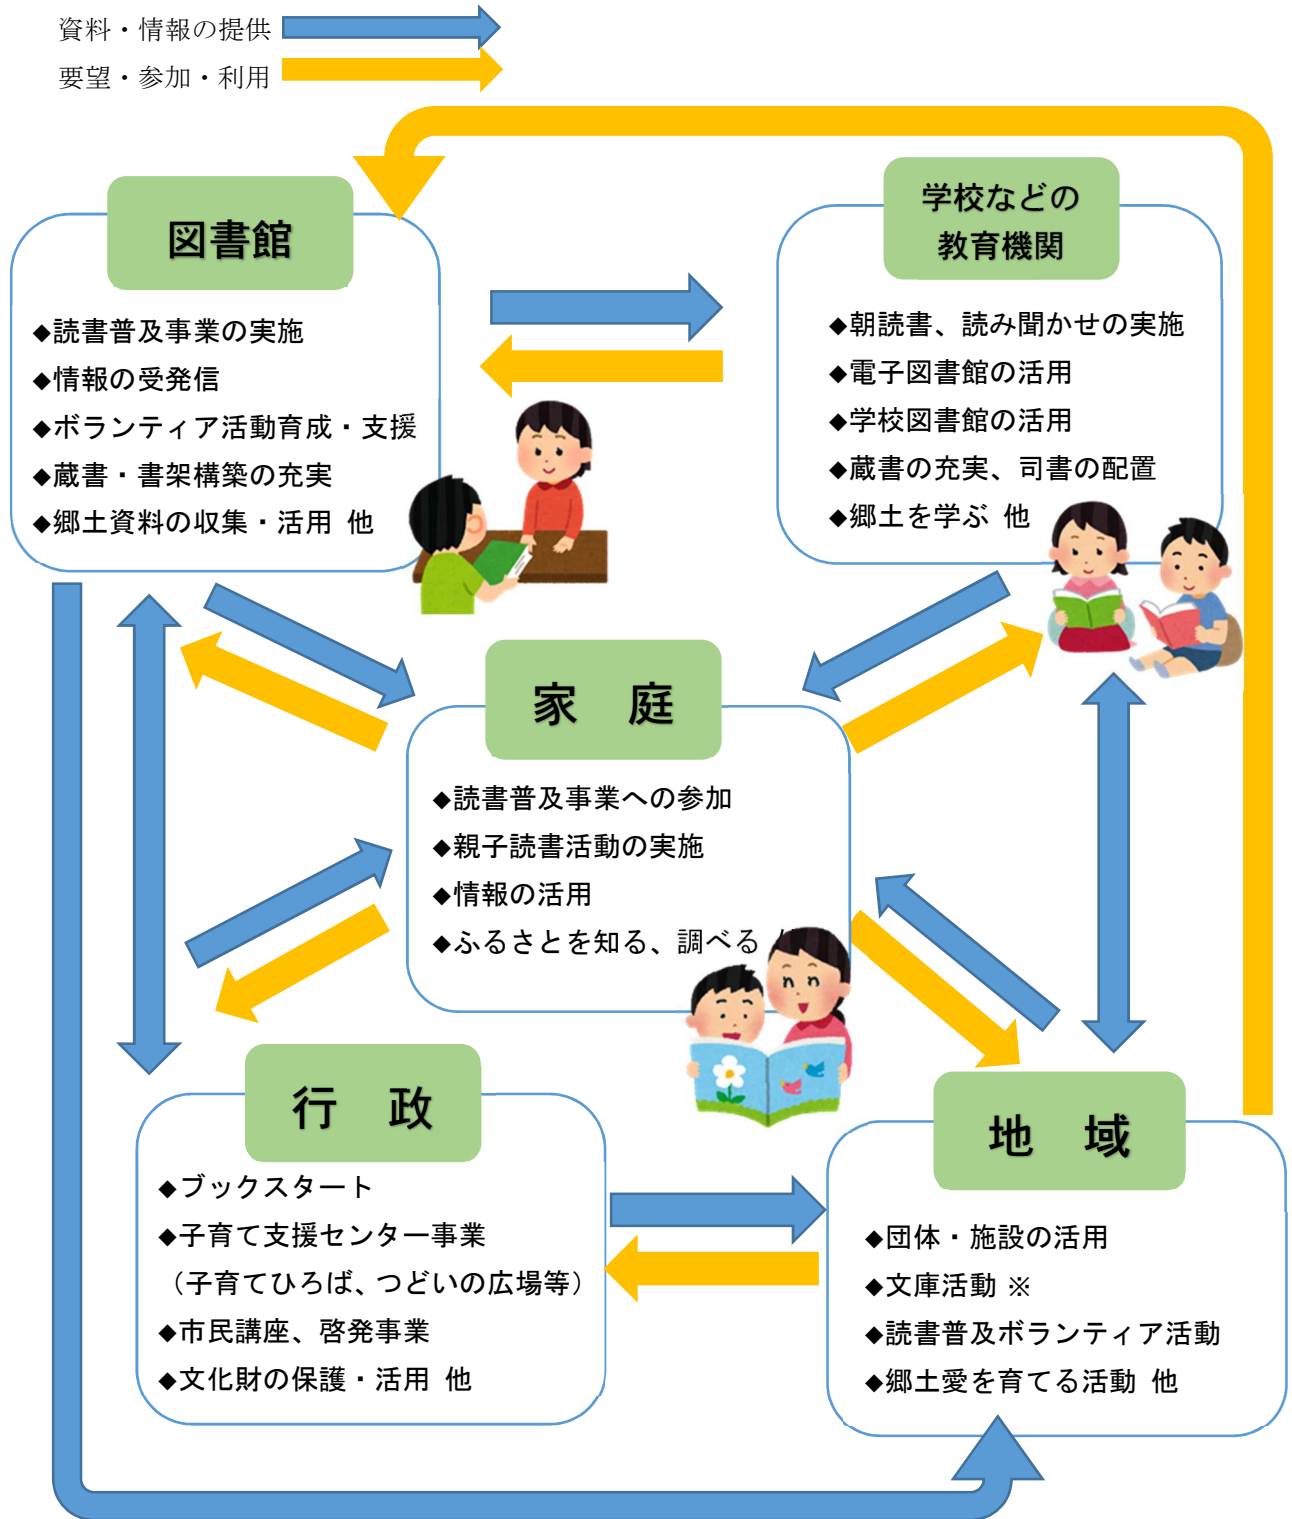 資料・情報の提供
要望・参加・利用
図書館
◆読書普及事業の実施
◆情報の受発信
◆ボランティア活動育成・支援
◆蔵書・書架構築の充実
◆郷土資料の収集・活用 他
学校などの
教育機関
◆朝読書、読み聞かせの実施
◆電子図書館の活用
◆学校図書館の活用
◆蔵書の充実、司書の配置
◆郷土を学ぶ 他
家 庭
◆読書普及事業への参加
◆親子読書活動の実施
◆情報の活用
◆ふるさとを知る、調べる
行 政
◆ブックスタート
◆子育て支援センター事業
（子育てひろば、つどいの広場等）
◆市民講座、啓発事業
◆文化財の保護・活用 他
地 域
◆団体・施設の活用
◆文庫活動 ※
◆読書普及ボランティア活動
◆郷土愛を育てる活動 他